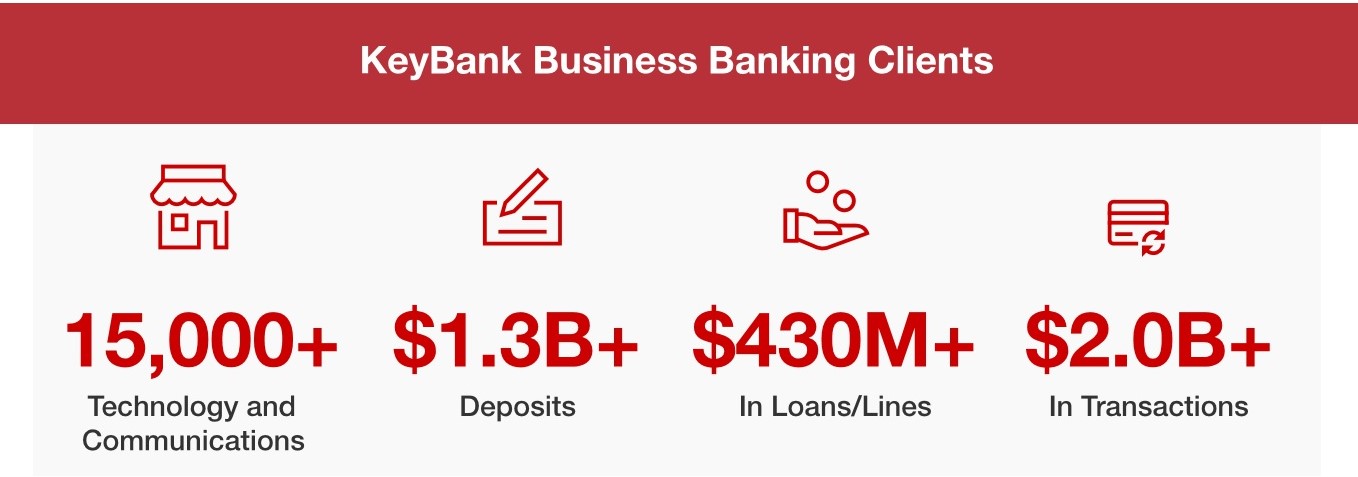 KeyBank Business Banking Clients
15,000+
Technology and
Communications
$1.3B+
Deposits
$430M+
In Loans/Lines
$2.0B+
In Transactions